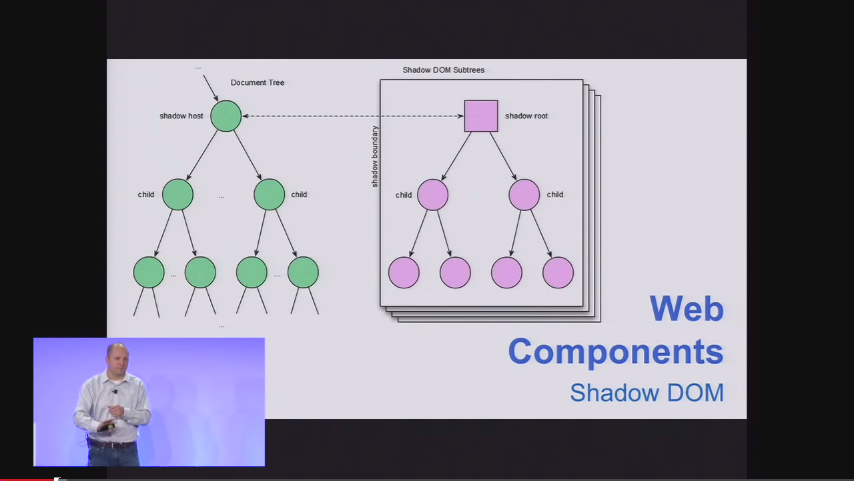 ...
Document Tree
shadow host
child
...
child
...
...
...
Shadow DOM Subtrees
shadow boundary
shadow root
child
child
Web
Components
Shadow DOM